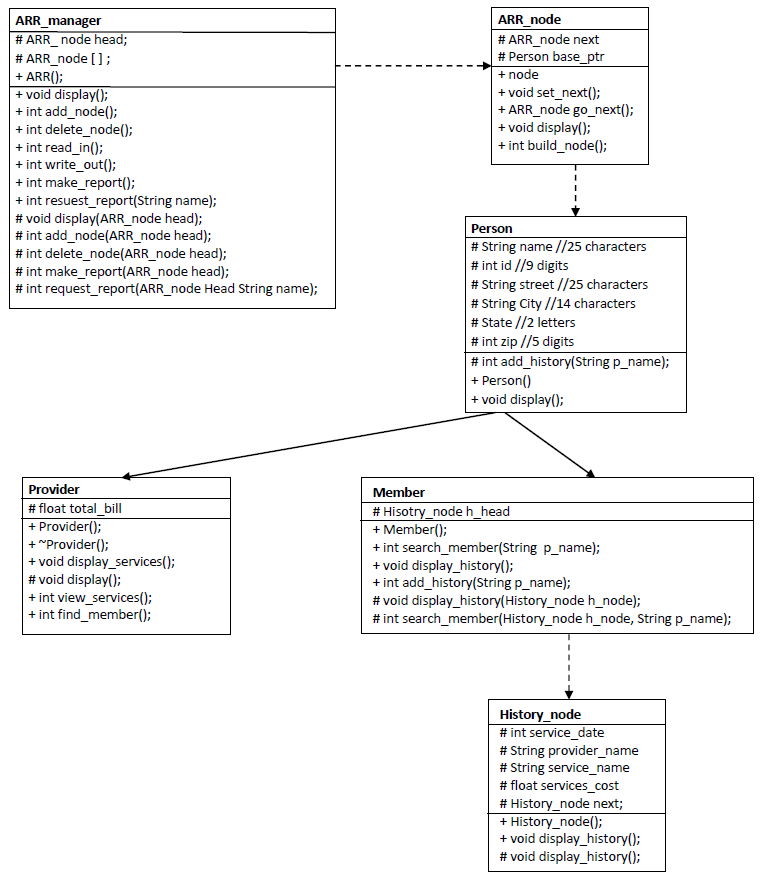 ARR_manager
# ARR_ node head;
# ARR_node [ ] ;
+ ARR();
+ void display();
+ int add_node();
+ int delete_node();
+ int read_in();
+ int write_out();
+ int make_report();
+ int resuest_report(String name);
# void display(ARR_node head);
# int add_node(ARR_node head);
# int delete_node(ARR_node head);
# int make_report(ARR_node head);
# int request_report(ARR_node Head String name);
ARR_node
# ARR_node next
# Person base_ptr
+ node
+ void set_next();
+ ARR_node go_next();
+ void display();
+ int build_node();
Person
# String name //25 characters
# int id //9 digits
# String street //25 characters
# String City //14 characters
# State //2 letters
# int zip //5 digits
# int add_history(String p_name);
+ Person()
+ void display();
Provider
# float total_bill
+ Provider();
+ ~Provider();
+ void display_services();
# void display();
+ int view_services();
+ int find_member();
Member
# Hisotry_node h_head
+ Member();
+ int search_member(String p_name);
+ void display_history();
+ int add_history(String p_name);
# void display_history(History_node h_node);
# int search_member(History_node h_node, String p_name);
History_node
# int service_date
# String provider_name
# String service_name
# float services_cost
# History_node next;
+ History_node();
+ void display_history();
# void display_history();